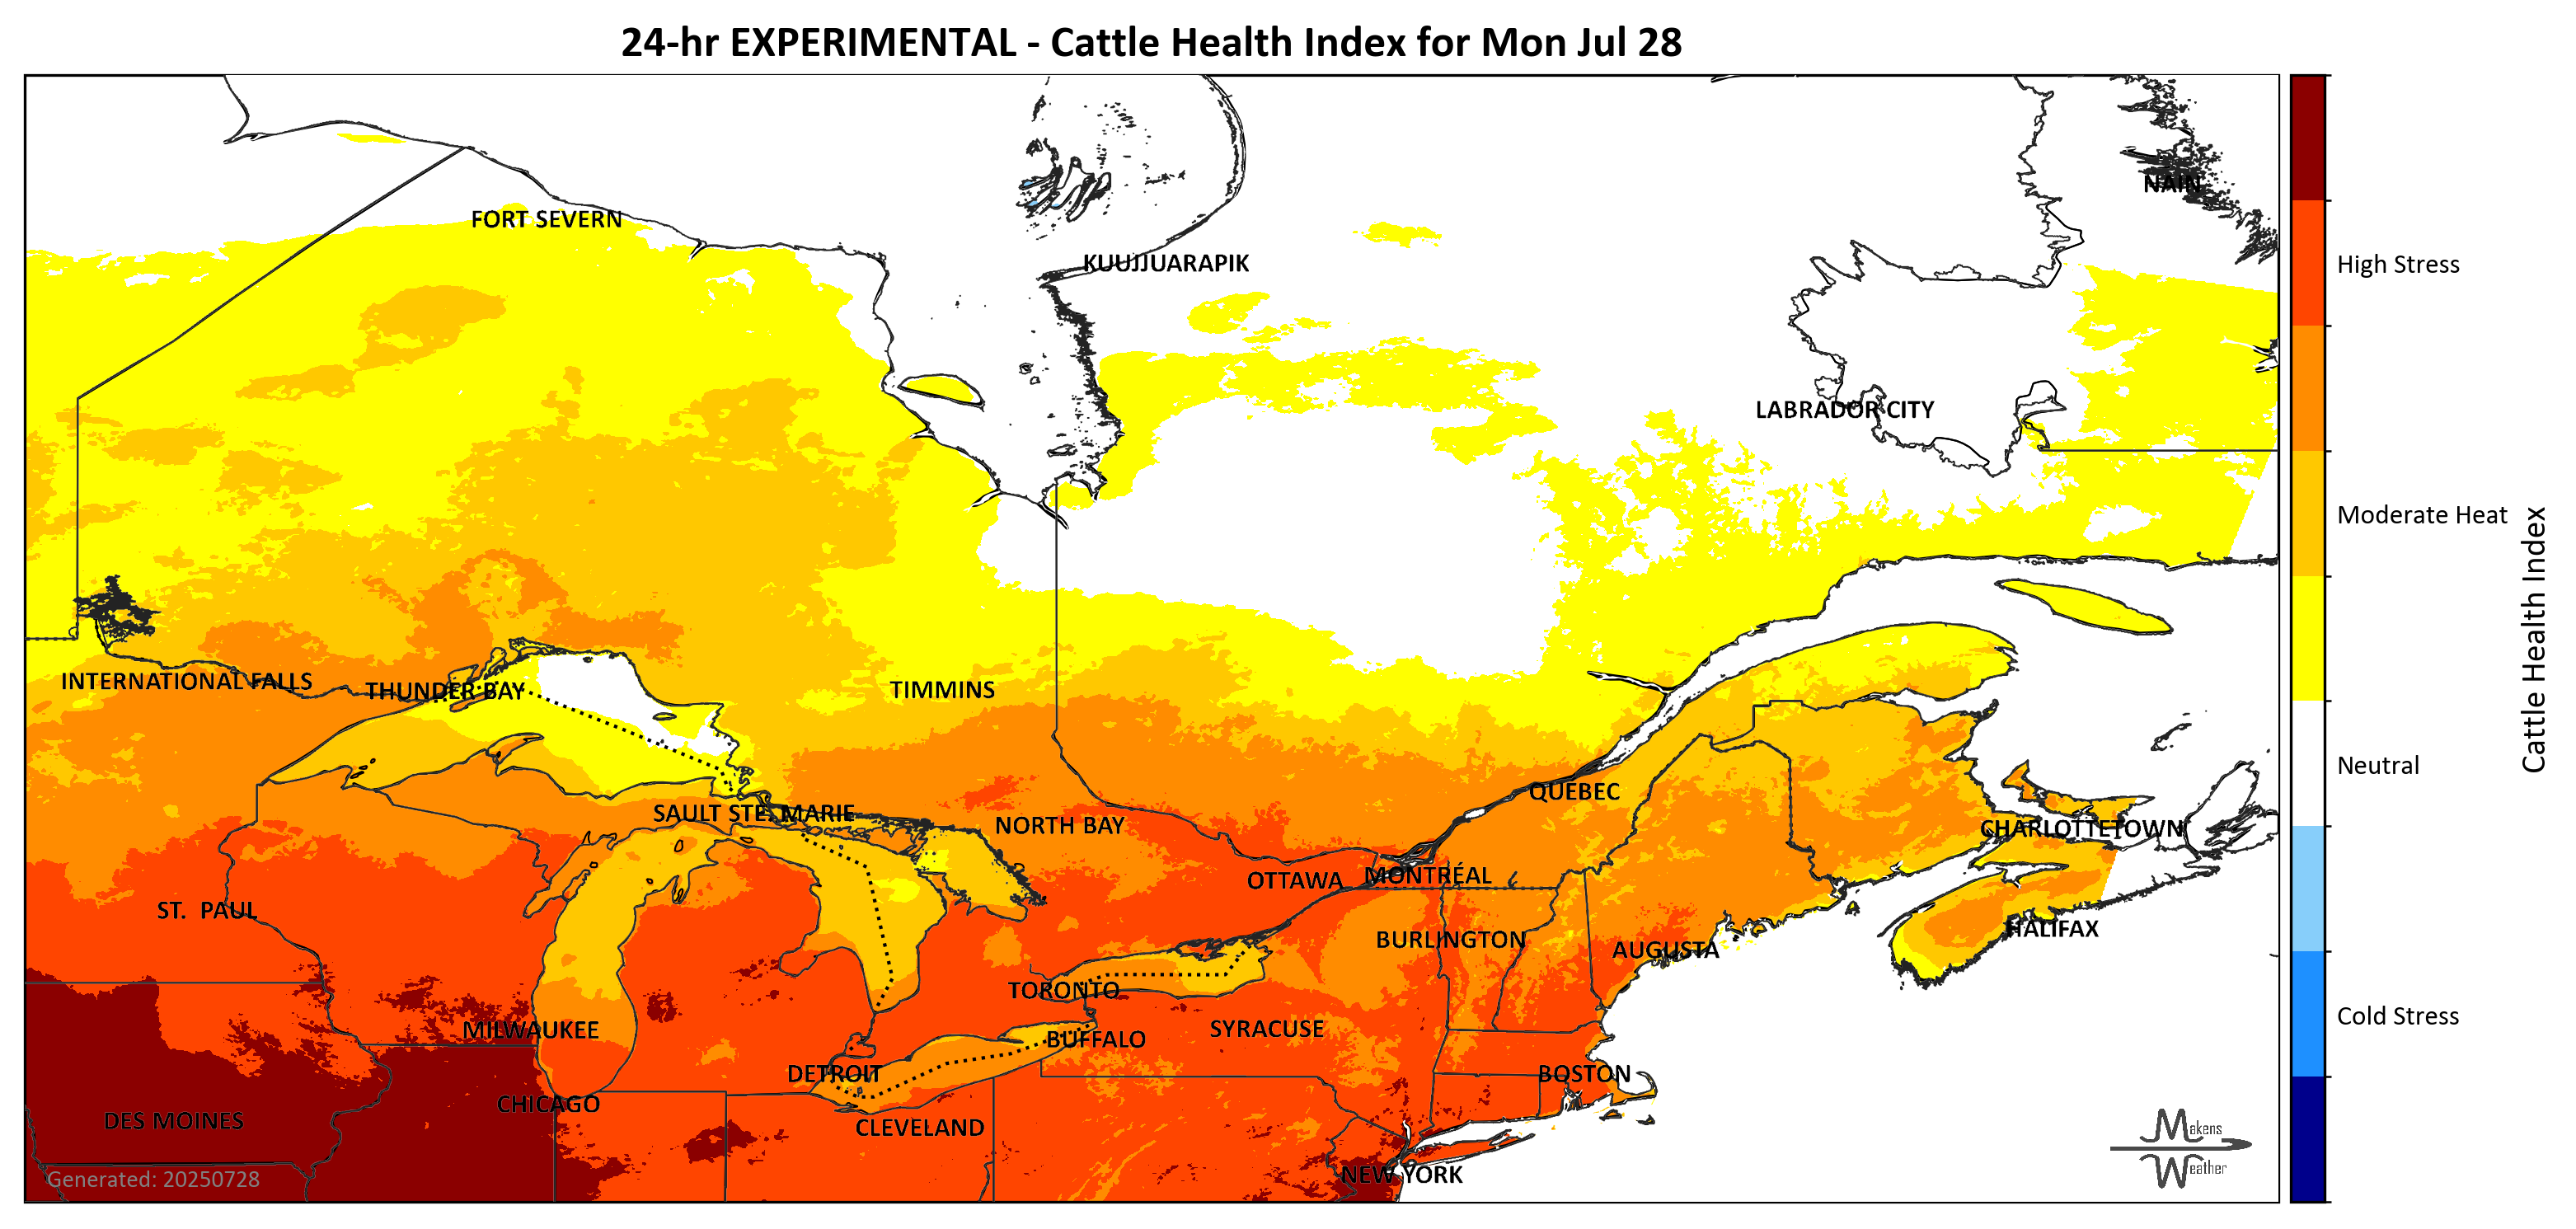 24-hr EXPERIMENTAL - Cattle Health Index for Mon Jul 28
NAIN
FORT SEVERN
KUUJJUARAPIK
High Stress
LABRADOR CITY
Moderate Heat
Cattle Health Index
INTERNATIONAL FALLS
THUNDER BAY
TIMMINS
Neutral
QUEBEC
SAULT STE. MARIE
NORTH BAY
CHARLOTTETOWN
OTTAWA
MONTRÉAL
ST. PAUL
HALIFAX
BURLINGTON
AUGUSTA
TORONTO
Cold Stress
MILWAUKEE
SYRACUSE
BUFFALO
DETROIT
BOSTON
CHICAGO
DES MOINES
CLEVELAND
Makens
Weather
NEW YORK
Generated: 20250728